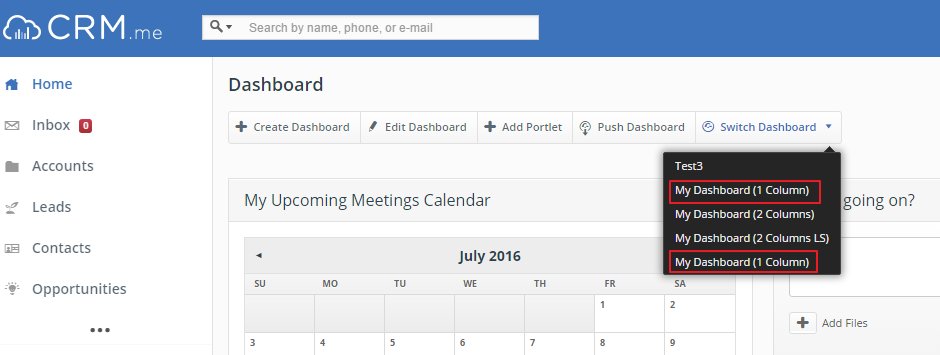 CRM.me
Search by name, phone, or e-mail
Home
Inbox 0
Accounts
Leads
Contacts
Opportunities
•••
Dashboard
Create Dashboard Edit Dashboard Add Portlet Push Dashboard Switch Dashboard
Test3
My Dashboard (1 Column)
My Dashboard (2 Columns)
My Dashboard (2 Columns LS)
My Dashboard (1 Column)
My Upcoming Meetings Calendar
July 2016
SU MO TU WE TH FR SA
1 2
3 4 5 6 7 8 9
going on?
Add Files